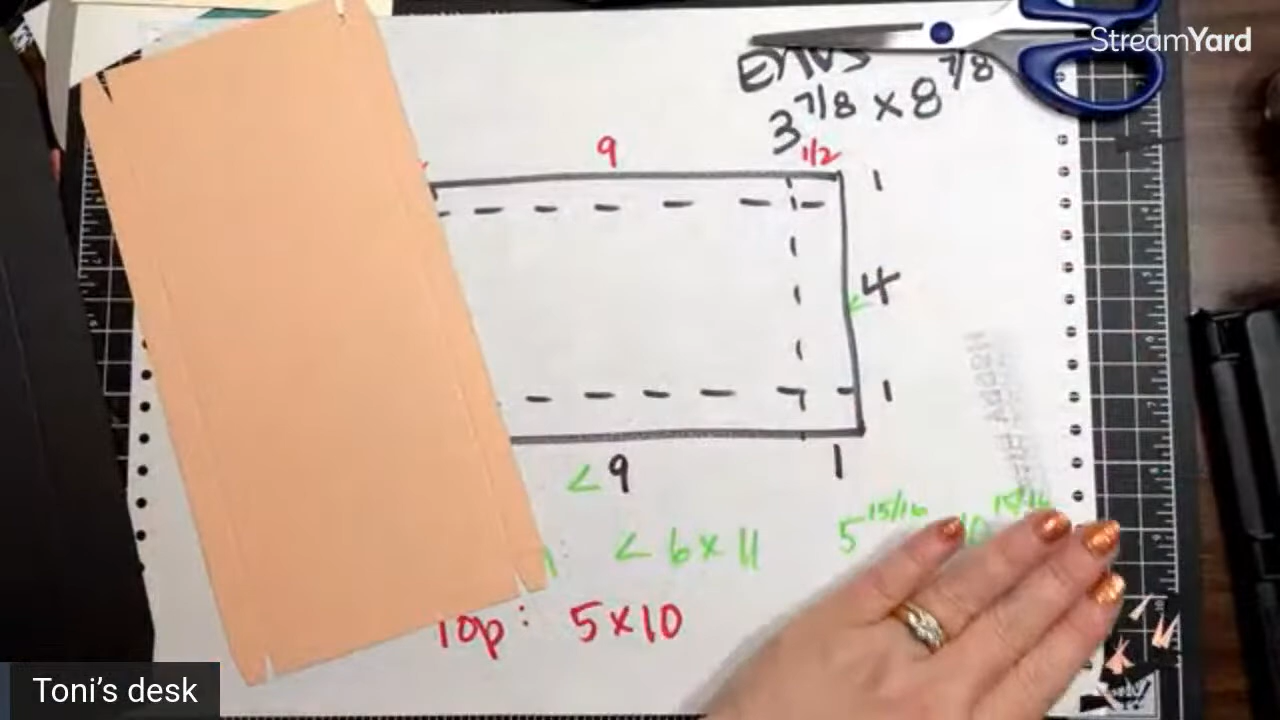 StreamYard
3 7/8 x 8 7/8
9
1/2
1
4
1
< 9
1
< 6 x 11
5 15/16
Top: 5 x 10
Toni's desk